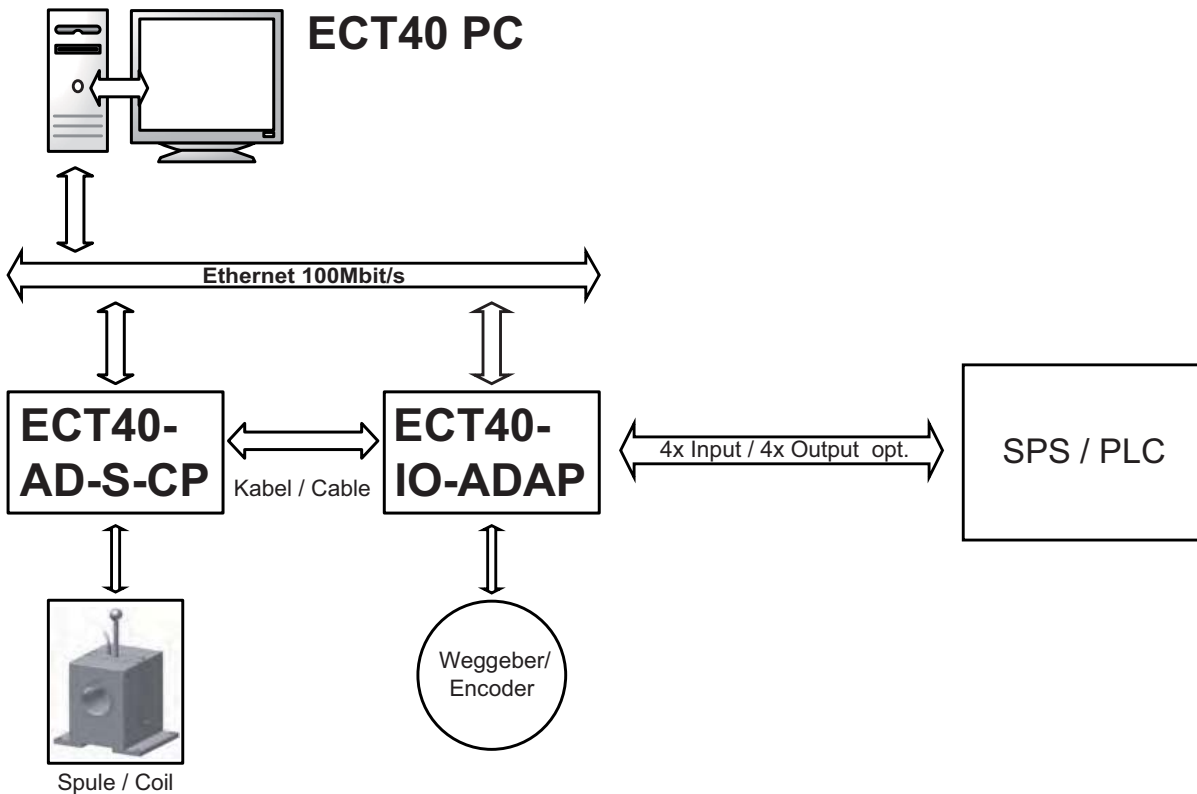 ECT40 PC
Ethernet 100Mbit/s
ECT40-
AD-S-CP
Kabel / Cable
ECT40-
IO-ADAP
4x Input / 4x Output opt.
SPS / PLC
Weggeber/
Encoder
Spule / Coil